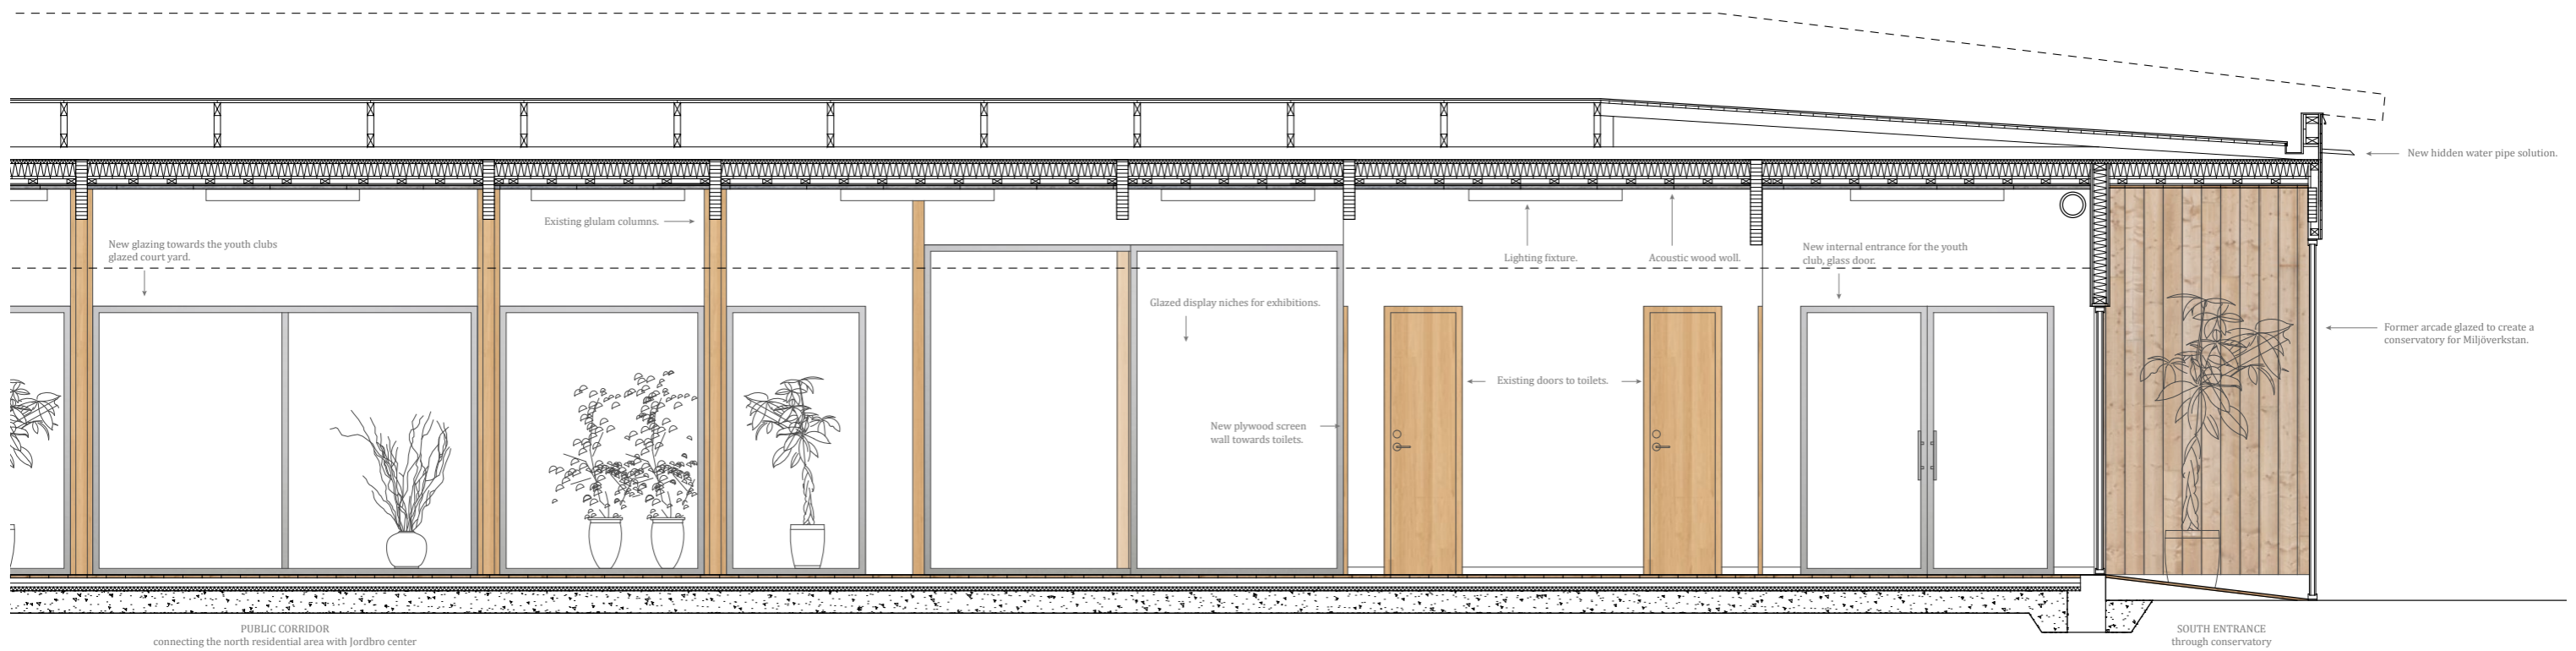 New hidden water pipe solution.
Existing glulam columns.
New glazing towards the youth clubs
glazed court yard.
Lighting fixture.
Acoustic wood woll.
New internal entrance for the youth
club, glass door.
Glazed display niches for exhibitions.
Former arcade glazed to create a
conservatory for Miljöverkstan.
Existing doors to toilets.
New plywood screen
wall towards toilets.
PUBLIC CORRIDOR
connecting the north residential area with Jordbro center
SOUTH ENTRANCE
through conservatory